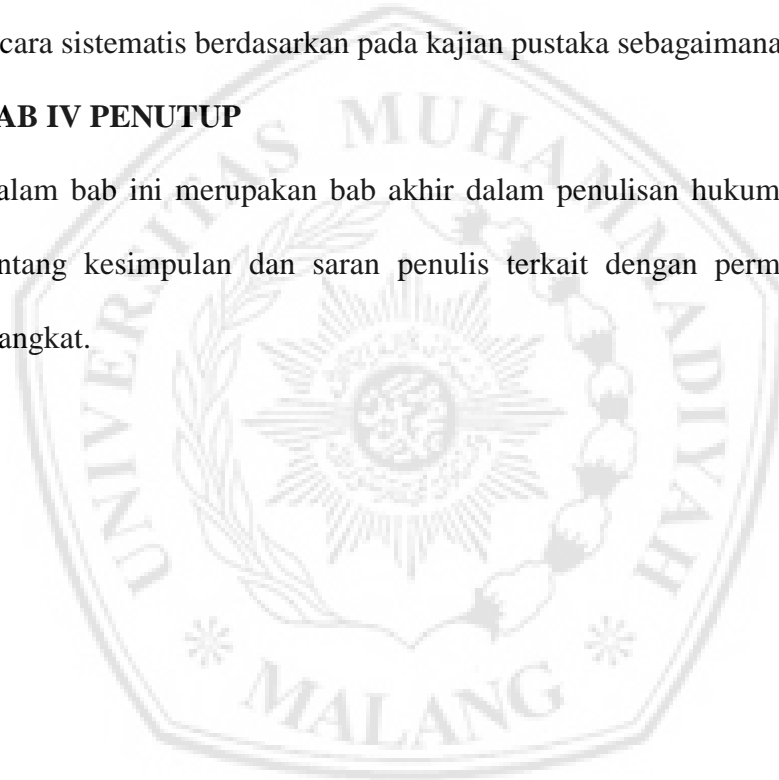 cara sistematis berdasarkan pada kajian pustaka sebagaimana
AB IV PENUTUP
alam bab ini merupakan bab akhir dalam penulisan hukum
ntang kesimpulan dan saran penulis terkait dengan perm
angkat.
UNIVERSITAS MUHAMMADIYAH
MALANG